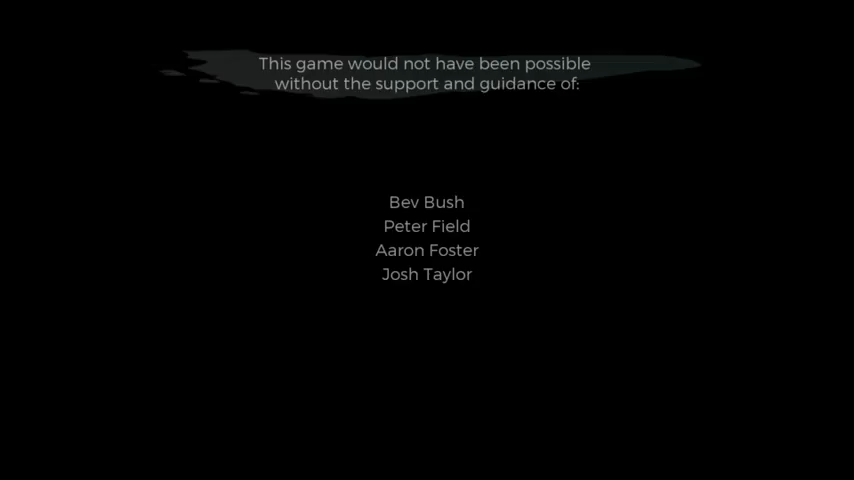 This game would not have been possible
without the support and guidance of:
Bev Bush
Peter Field
Aaron Foster
Josh Taylor